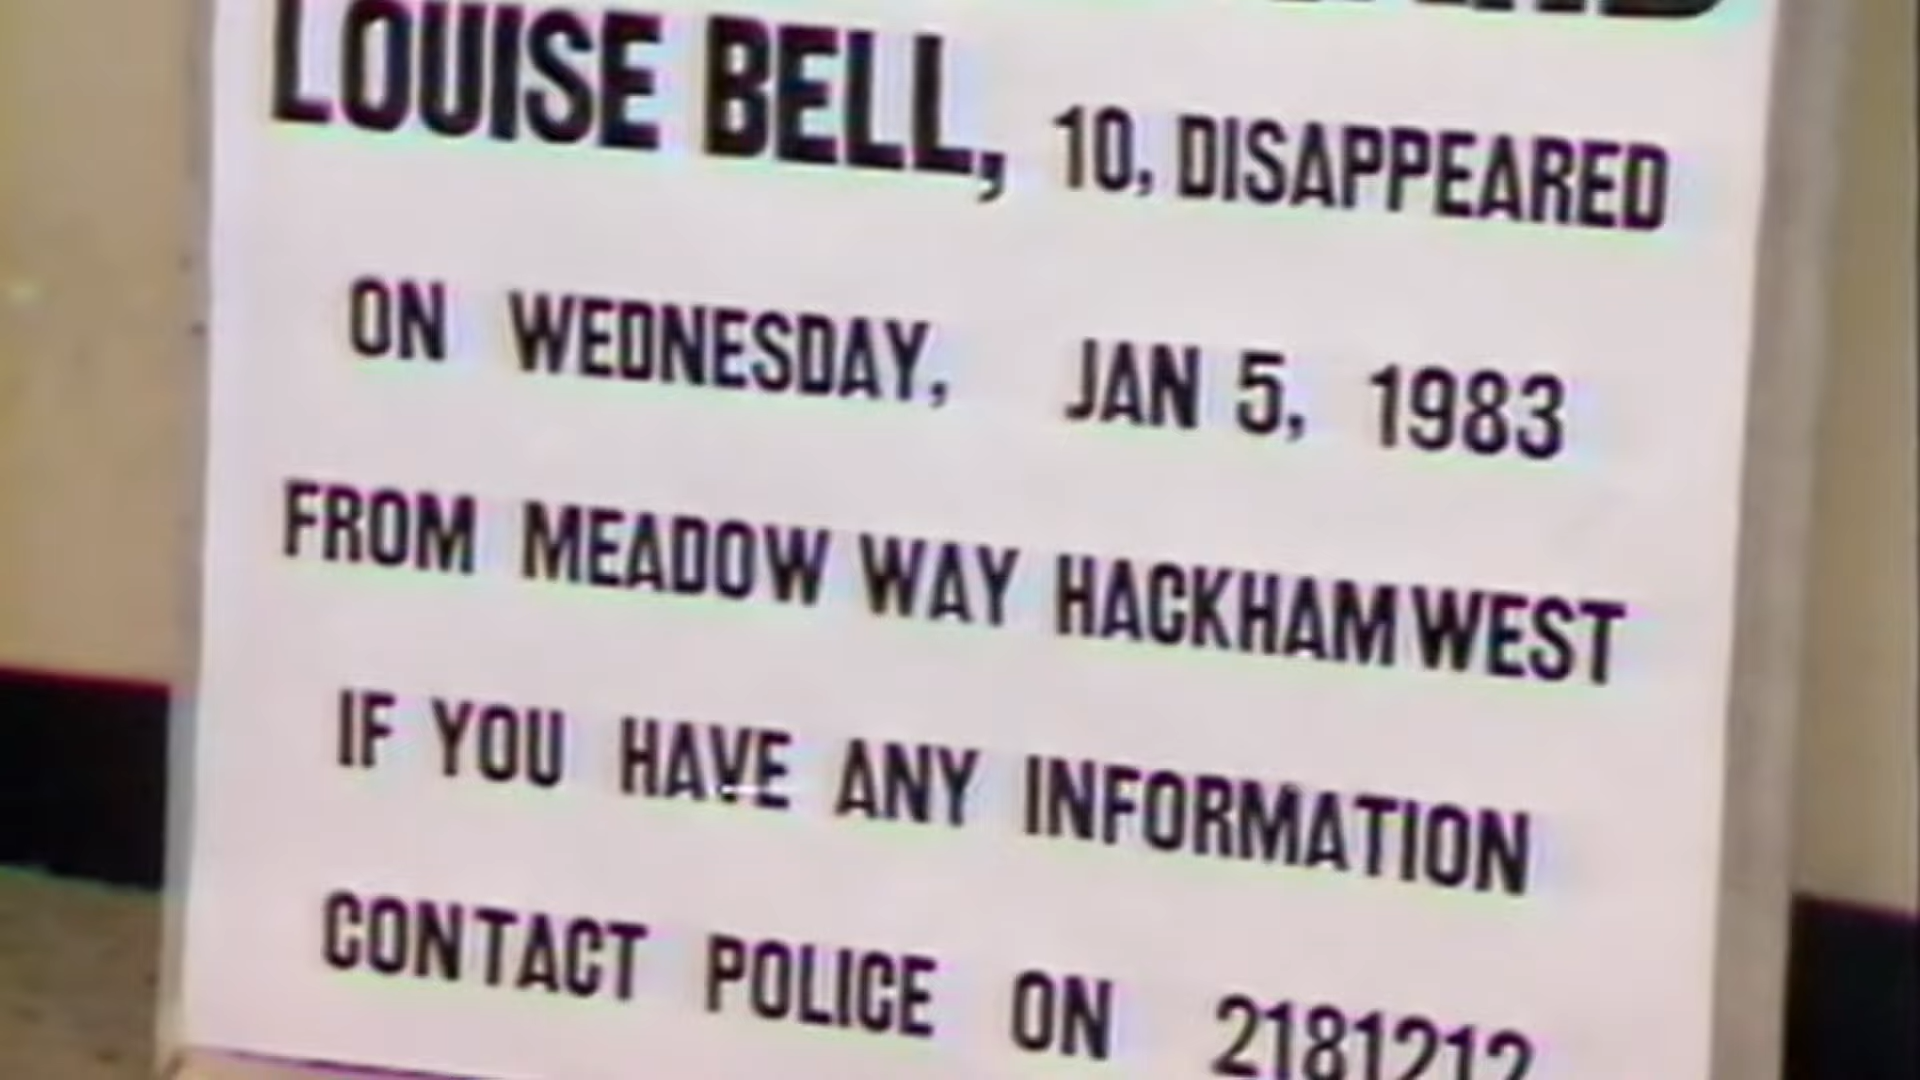 LOUISE BELL, 10, DISAPPEARED
ON WEDNESDAY, JAN 5, 1983
FROM MEADOW WAY HACKHAM WEST
IF YOU HAVE ANY INFORMATION
CONTACT POLICE ON 2181212